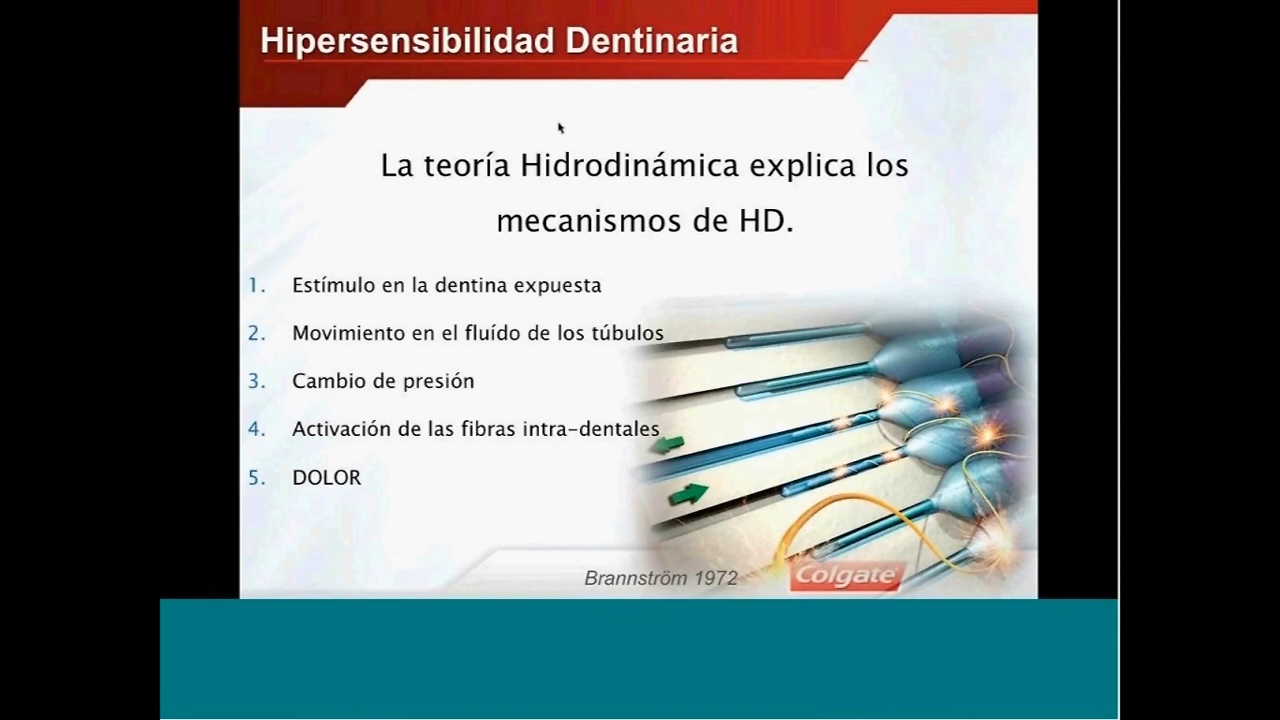 Hipersensibilidad Dentinaria
La teoría Hidrodinámica explica los
mecanismos de HD.
1. Estímulo en la dentina expuesta
2. Movimiento en el fluído de los túbulos
3. Cambio de presión
4. Activación de las fibras intra-dentales
5. DOLOR
Brannström 1972
Colgate